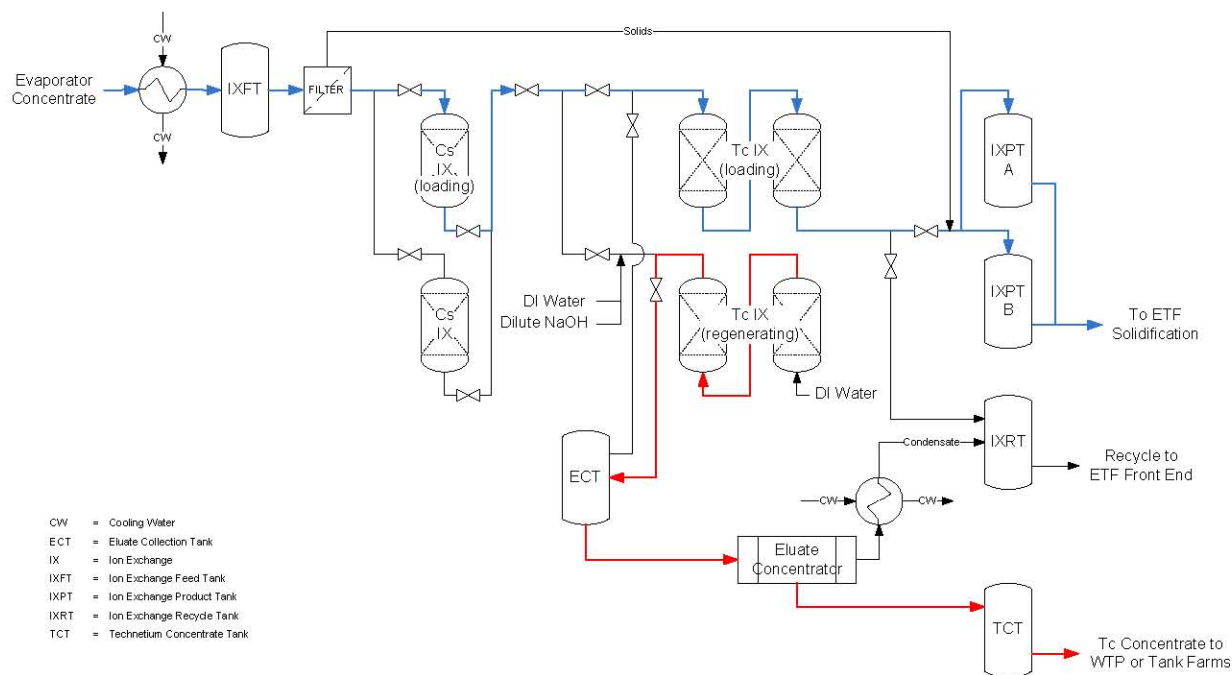 CW
Solids
Evaporator
Concentrate
IXFT
FILTER
CW
Cs
IX
(loading)
Tc IX
(loading)
IXPT
A
DI Water
Dilute NaOH
Cs
IX
Tc IX
(regenerating)
IXPT
B
To ETF
Solidification
DI Water
ECT
Condensate
IXRT
Recycle to
ETF Front End
CW
CW
Eluate
Concentrator
TCT
Tc Concentrate to
WTP or Tank Farms
CW = Cooling Water
ECT = Eluate Collection Tank
IX = Ion Exchange
IXFT = Ion Exchange Feed Tank
IXPT = Ion Exchange Product Tank
IXRT = Ion Exchange Recycle Tank
TCT = Technetium Concentrate Tank